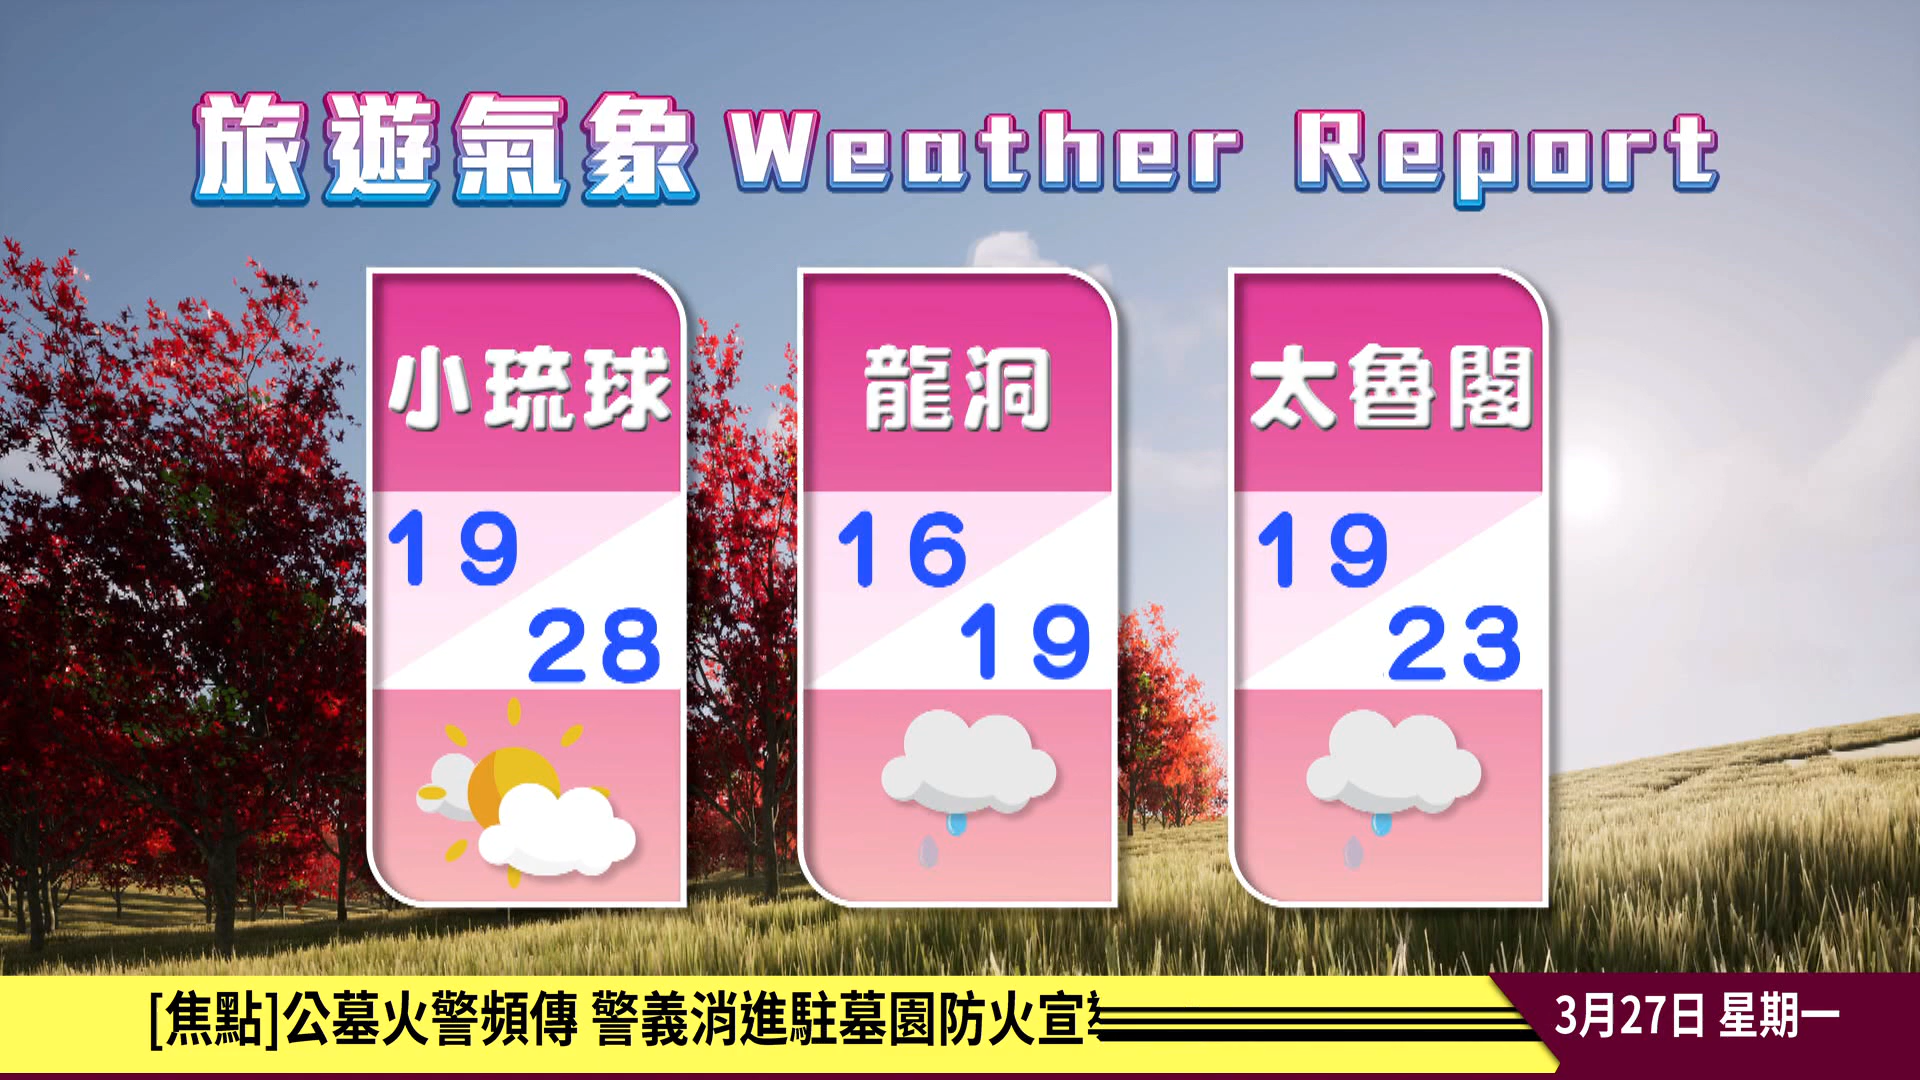 旅遊氣象 Weather Report
小琉球
19
28
龍洞
16
19
太魯閣
19
23
[焦點]公墓火警頻傳 警義消進駐墓園防火宣
3月27日 星期一